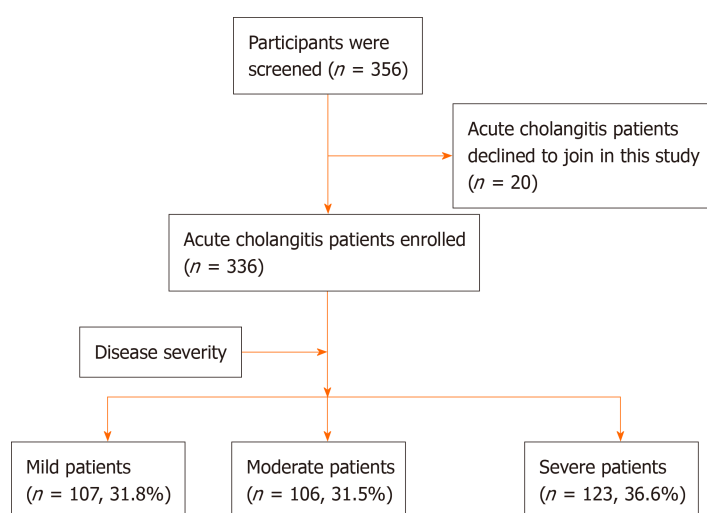 Participants were
screened (n = 356)
Acute cholangitis patients
declined to join in this study
(n = 20)
Acute cholangitis patients enrolled
(n = 336)
Disease severity
Mild patients
(n = 107, 31.8%)
Moderate patients
(n = 106, 31.5%)
Severe patients
(n = 123, 36.6%)